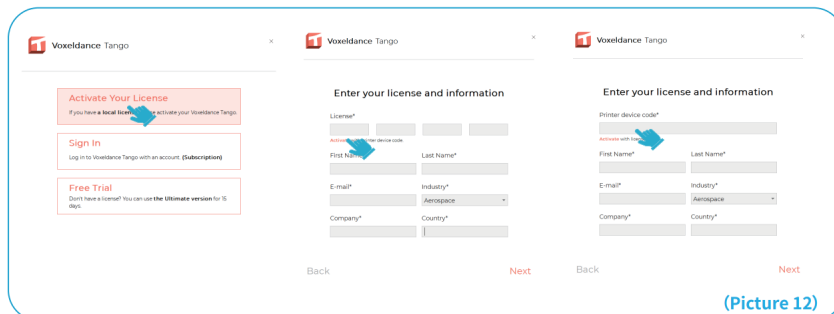 Voxeldance Tango
×
Activate Your License
If you have a local licen activate your Voxeldance Tango.
Sign In
Log in to Voxeldance Tango with an account. (Subscription)
Free Trial
Don't have a license? You can use the Ultimate version for 15
days.
Voxeldance Tango
×
Enter your license and information
License*
Activate printer device code
First Name* Last Name*
E-mail* Industry*
Aerospace
Company* Country*
Back Next
Voxeldance Tango
×
Enter your license and information
Printer device code*
Activate with
First Name* Last Name*
E-mail* Industry*
Aerospace
Company* Country*
Back Next
(Picture 12)